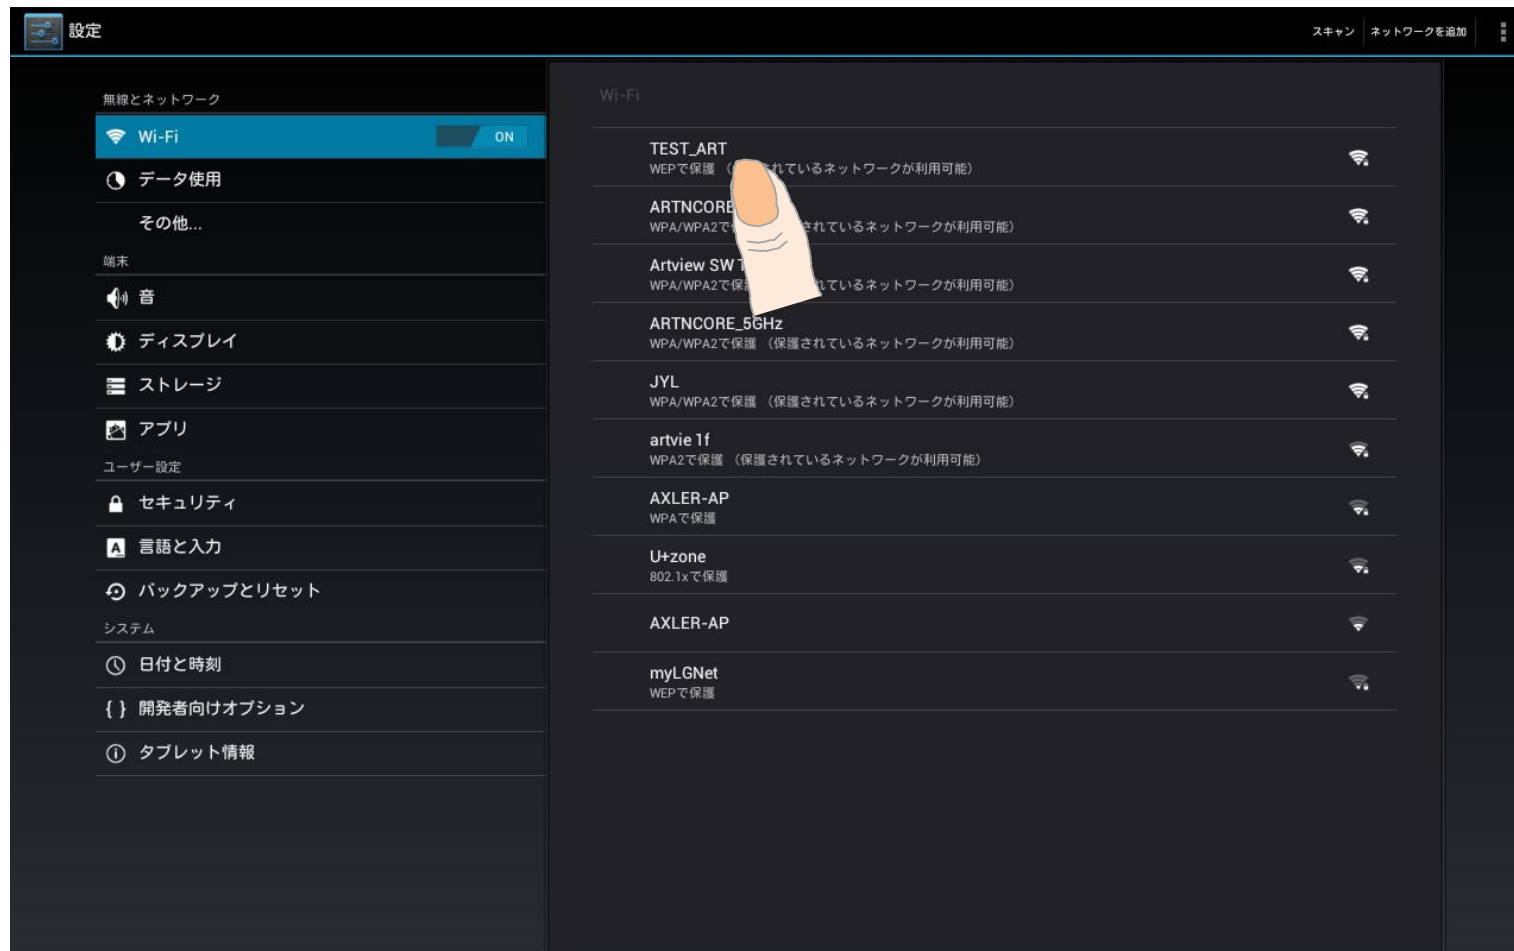 設定
スキャン ネットワークを追加
無線とネットワーク
Wi-Fi ON
データ使用
その他...
端末
音
ディスプレイ
ストレージ
アプリ
ユーザー設定
セキュリティ
言語と入力
バックアップとリセット
システム
日付と時刻
{ } 開発者向けオプション
タブレット情報
Wi-Fi
TEST_ART
WEPで保護 （ されているネットワークが利用可能）
ARTNCORE
WPA/WPA2で されているネットワークが利用可能）
Artview SW
WPA/WPA2で保 ているネットワークが利用可能）
ARTNCORE_5GHz
WPA/WPA2で保護 （保護されているネットワークが利用可能）
JYL
WPA/WPA2で保護 （保護されているネットワークが利用可能）
artvie 1f
WPA2で保護 （保護されているネットワークが利用可能）
AXLER-AP
WPAで保護
U+zone
802.1xで保護
AXLER-AP
myLGNet
WEPで保護